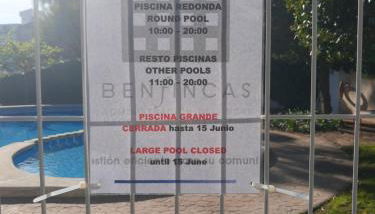 PISCINA REDONDA
ROUND POOL
10:00 - 20:00
RESTO PISCINAS
OTHER POOLS
11:00 - 20:00
BENFINCAS
PISCINA GRANDE
CERRADA hasta 15 Junio
LARGE POOL CLOSED
until 15 June